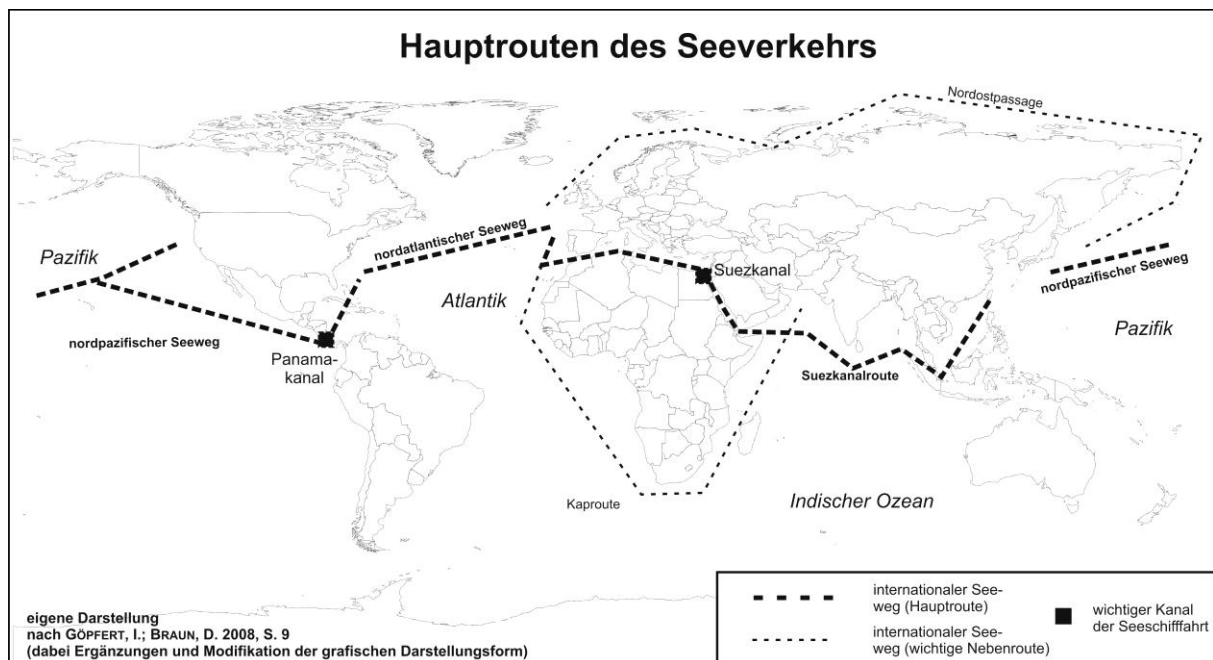 Hauptrouten des Seeverkehrs
Nordostpassage
nordatlantischer Seeweg
Pazifik
Suezkanal
nordpazifischer Seeweg
Atlantik
Pazifik
nordpazifischer Seeweg
Panama-
kanal
Suezkanalroute
Kaproute
Indischer Ozean
eigene Darstellung
nach GÖPFERT, I.; BRAUN, D. 2008, S. 9
(dabei Ergänzungen und Modifikation der grafischen Darstellungsform)
internationaler See-
weg (Hauptroute)
wichtiger Kanal
der Seeschifffahrt
internationaler See-
weg (wichtige Nebenroute)